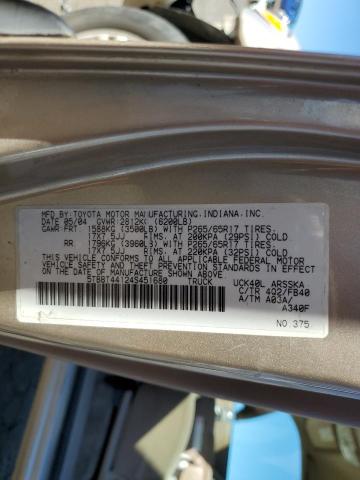 MFD.BY:TOYOTA MOTOR MANUFACTURING,INDIANA,INC.
DATE 05/04 GVWR 2812KG (6200LB)
GAWR FRT 1588KG (3500LB) WITH P265/65R17 TIRES.
17X7.5JJ RIMS. AT 200KPA (29PSI) COLD
RR 1796KG (3960LB) WITH P265/65R17 TIRES.
17X7.5JJ RIMS. AT 220KPA (32PSI) COLD
THIS VEHICLE CONFORMS TO ALL APPLICABLE FEDERAL MOTOR
VEHICLE SAFETY AND THEFT PREVENTION STANDARDS IN EFFECT
ON THE DATE OF MANUFACTURE SHOWN ABOVE.
5TBBT44124S451680 TRUCK
UCK40L ARSSKA
C/TR 4Q2/FB40
A/TM A03A/
A340F
NO.375